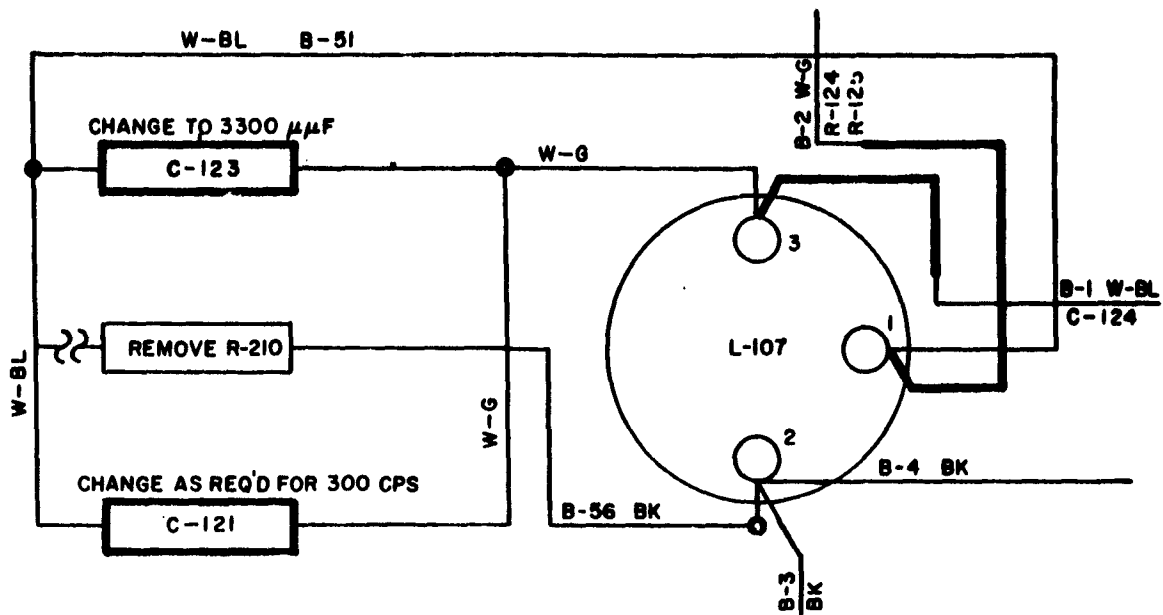 W-BL B-51
CHANGE TO 3300 μμF
C-123
W-G
B-2 W-G
R-124
R-125
3
B-1 W-BL
C-124
1
L-107
REMOVE R-210
W-BL
W-G
2
B-4 BK
CHANGE AS REQ'D FOR 300 CPS
C-121
B-56 BK
B-3
BK